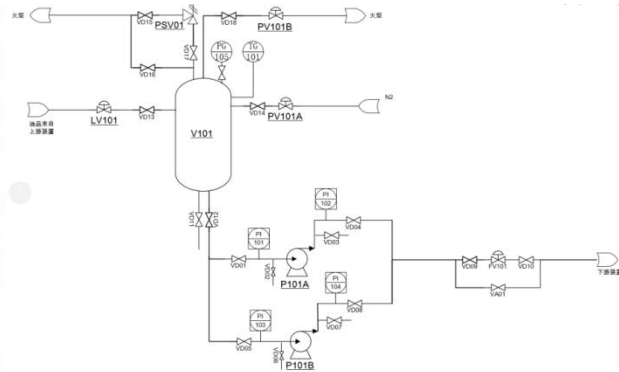 火炬
VD15
PSV01
VD18
PV101B
火炬
VD17
PG
105
TG
101
VD16
LV101
VD13
V101
VD14
PV101A
N2
油品来自
上游装置
VD11
VD12
PI
102
VD04
PI
101
VD03
VD01
VD02
P101A
PI
104
VD09
FV101
VD10
下游装置
VA01
PI
103
VD08
VD07
VD05
VD06
P101B